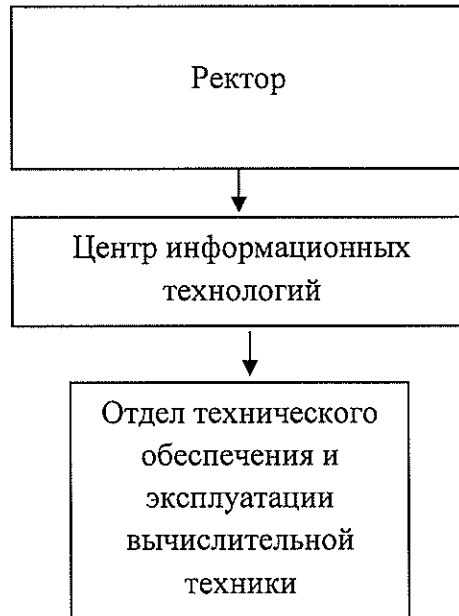 Ректор
Центр информационных
технологий
Отдел технического
обеспечения и
эксплуатации
вычислительной
техники